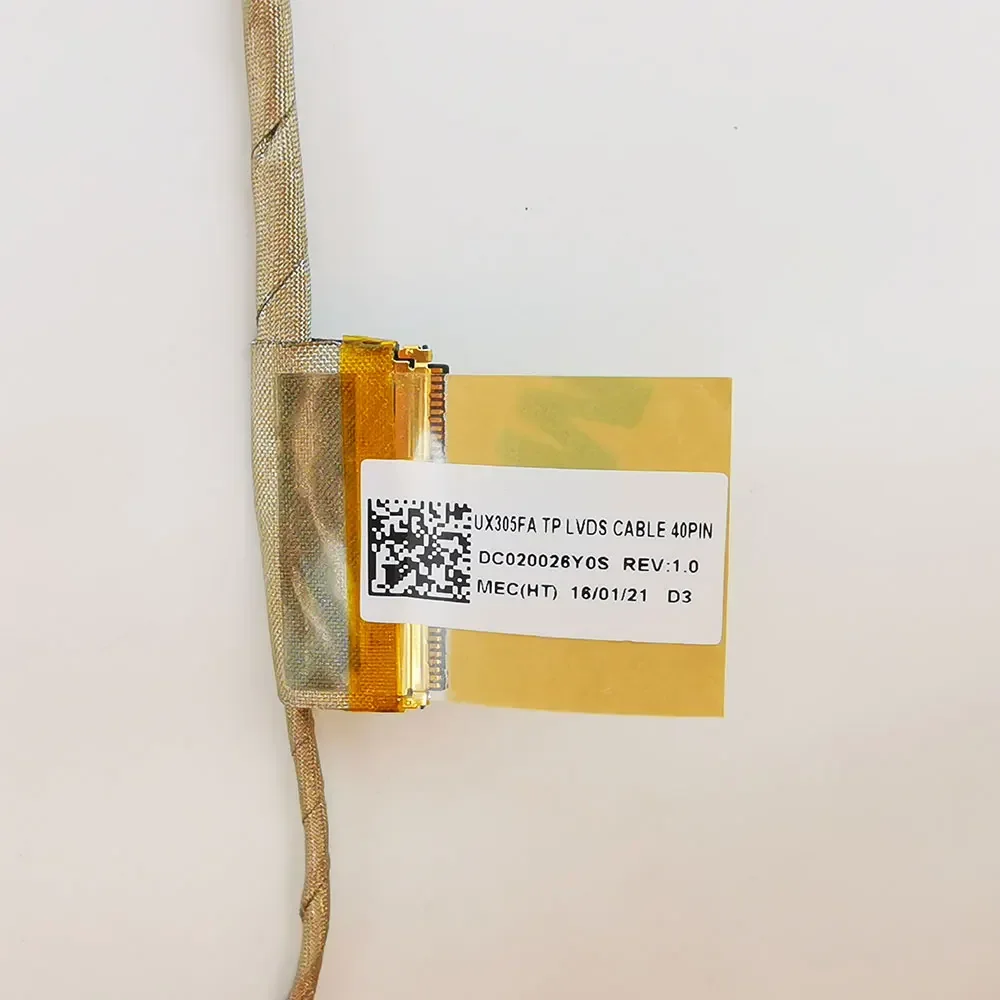 UX305FA TP LVDS CABLE 40PIN
DC020026Y0S REV:1.0
MEC(HT) 16/01/21 D3